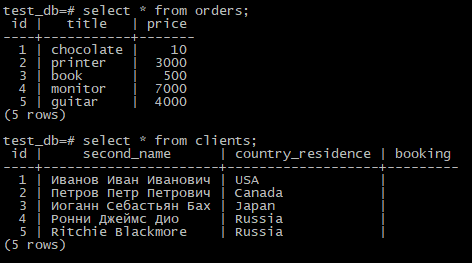 test_db=# select * from orders;
 id |   title   | price
----+-----------+-------
  1 | chocolate |    10
  2 | printer   |  3000
  3 | book      |   500
  4 | monitor   |  7000
  5 | guitar    |  4000
(5 rows)
test_db=# select * from clients;
 id |     second_name      | country_residence | booking
----+----------------------+-------------------+---------
  1 | Иванов Иван Иванович | USA               |
  2 | Петров Петр Петрович | Canada            |
  3 | Иоганн Себастьян Бах | Japan             |
  4 | Ронни Джеймс Дио     | Russia            |
  5 | Ritchie Blackmore    | Russia            |
(5 rows)